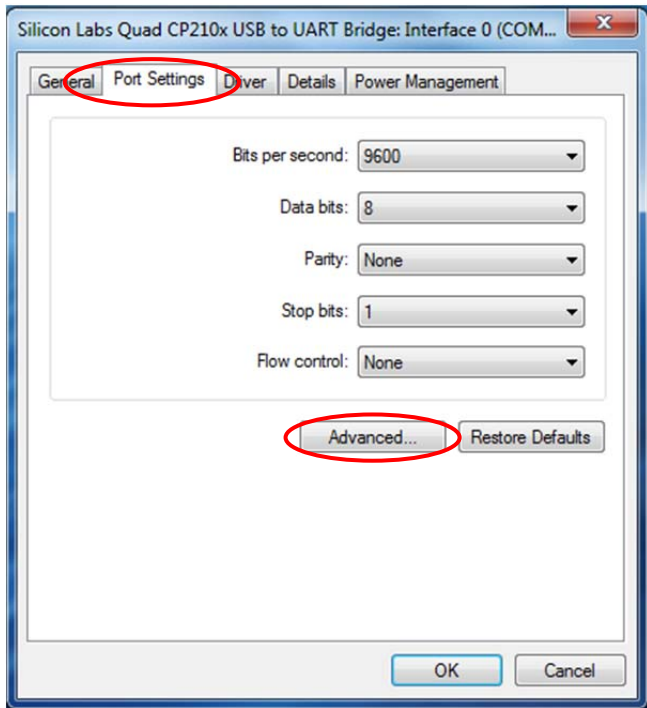 Silicon Labs Quad CP210x USB to UART Bridge: Interface 0 (COM...
General Port Settings Driver Details Power Management
Bits per second: 9600
Data bits: 8
Parity: None
Stop bits: 1
Flow control: None
Advanced... Restore Defaults
OK Cancel